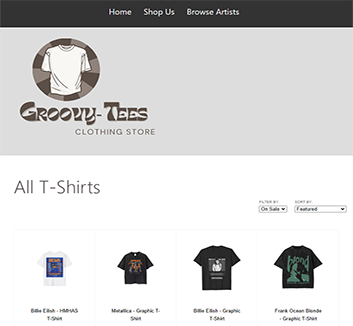 Home Shop Us Browse Artists
GROOVY-TEES
CLOTHING STORE
All T-Shirts
FILTER BY: SORT BY:
On Sale Featured
Billie Eilish - HMHAS T-Shirt
Metallica - Graphic T-Shirt
Billie Eilish - Graphic T-Shirt
Frank Ocean Blonde - Graphic T-Shirt